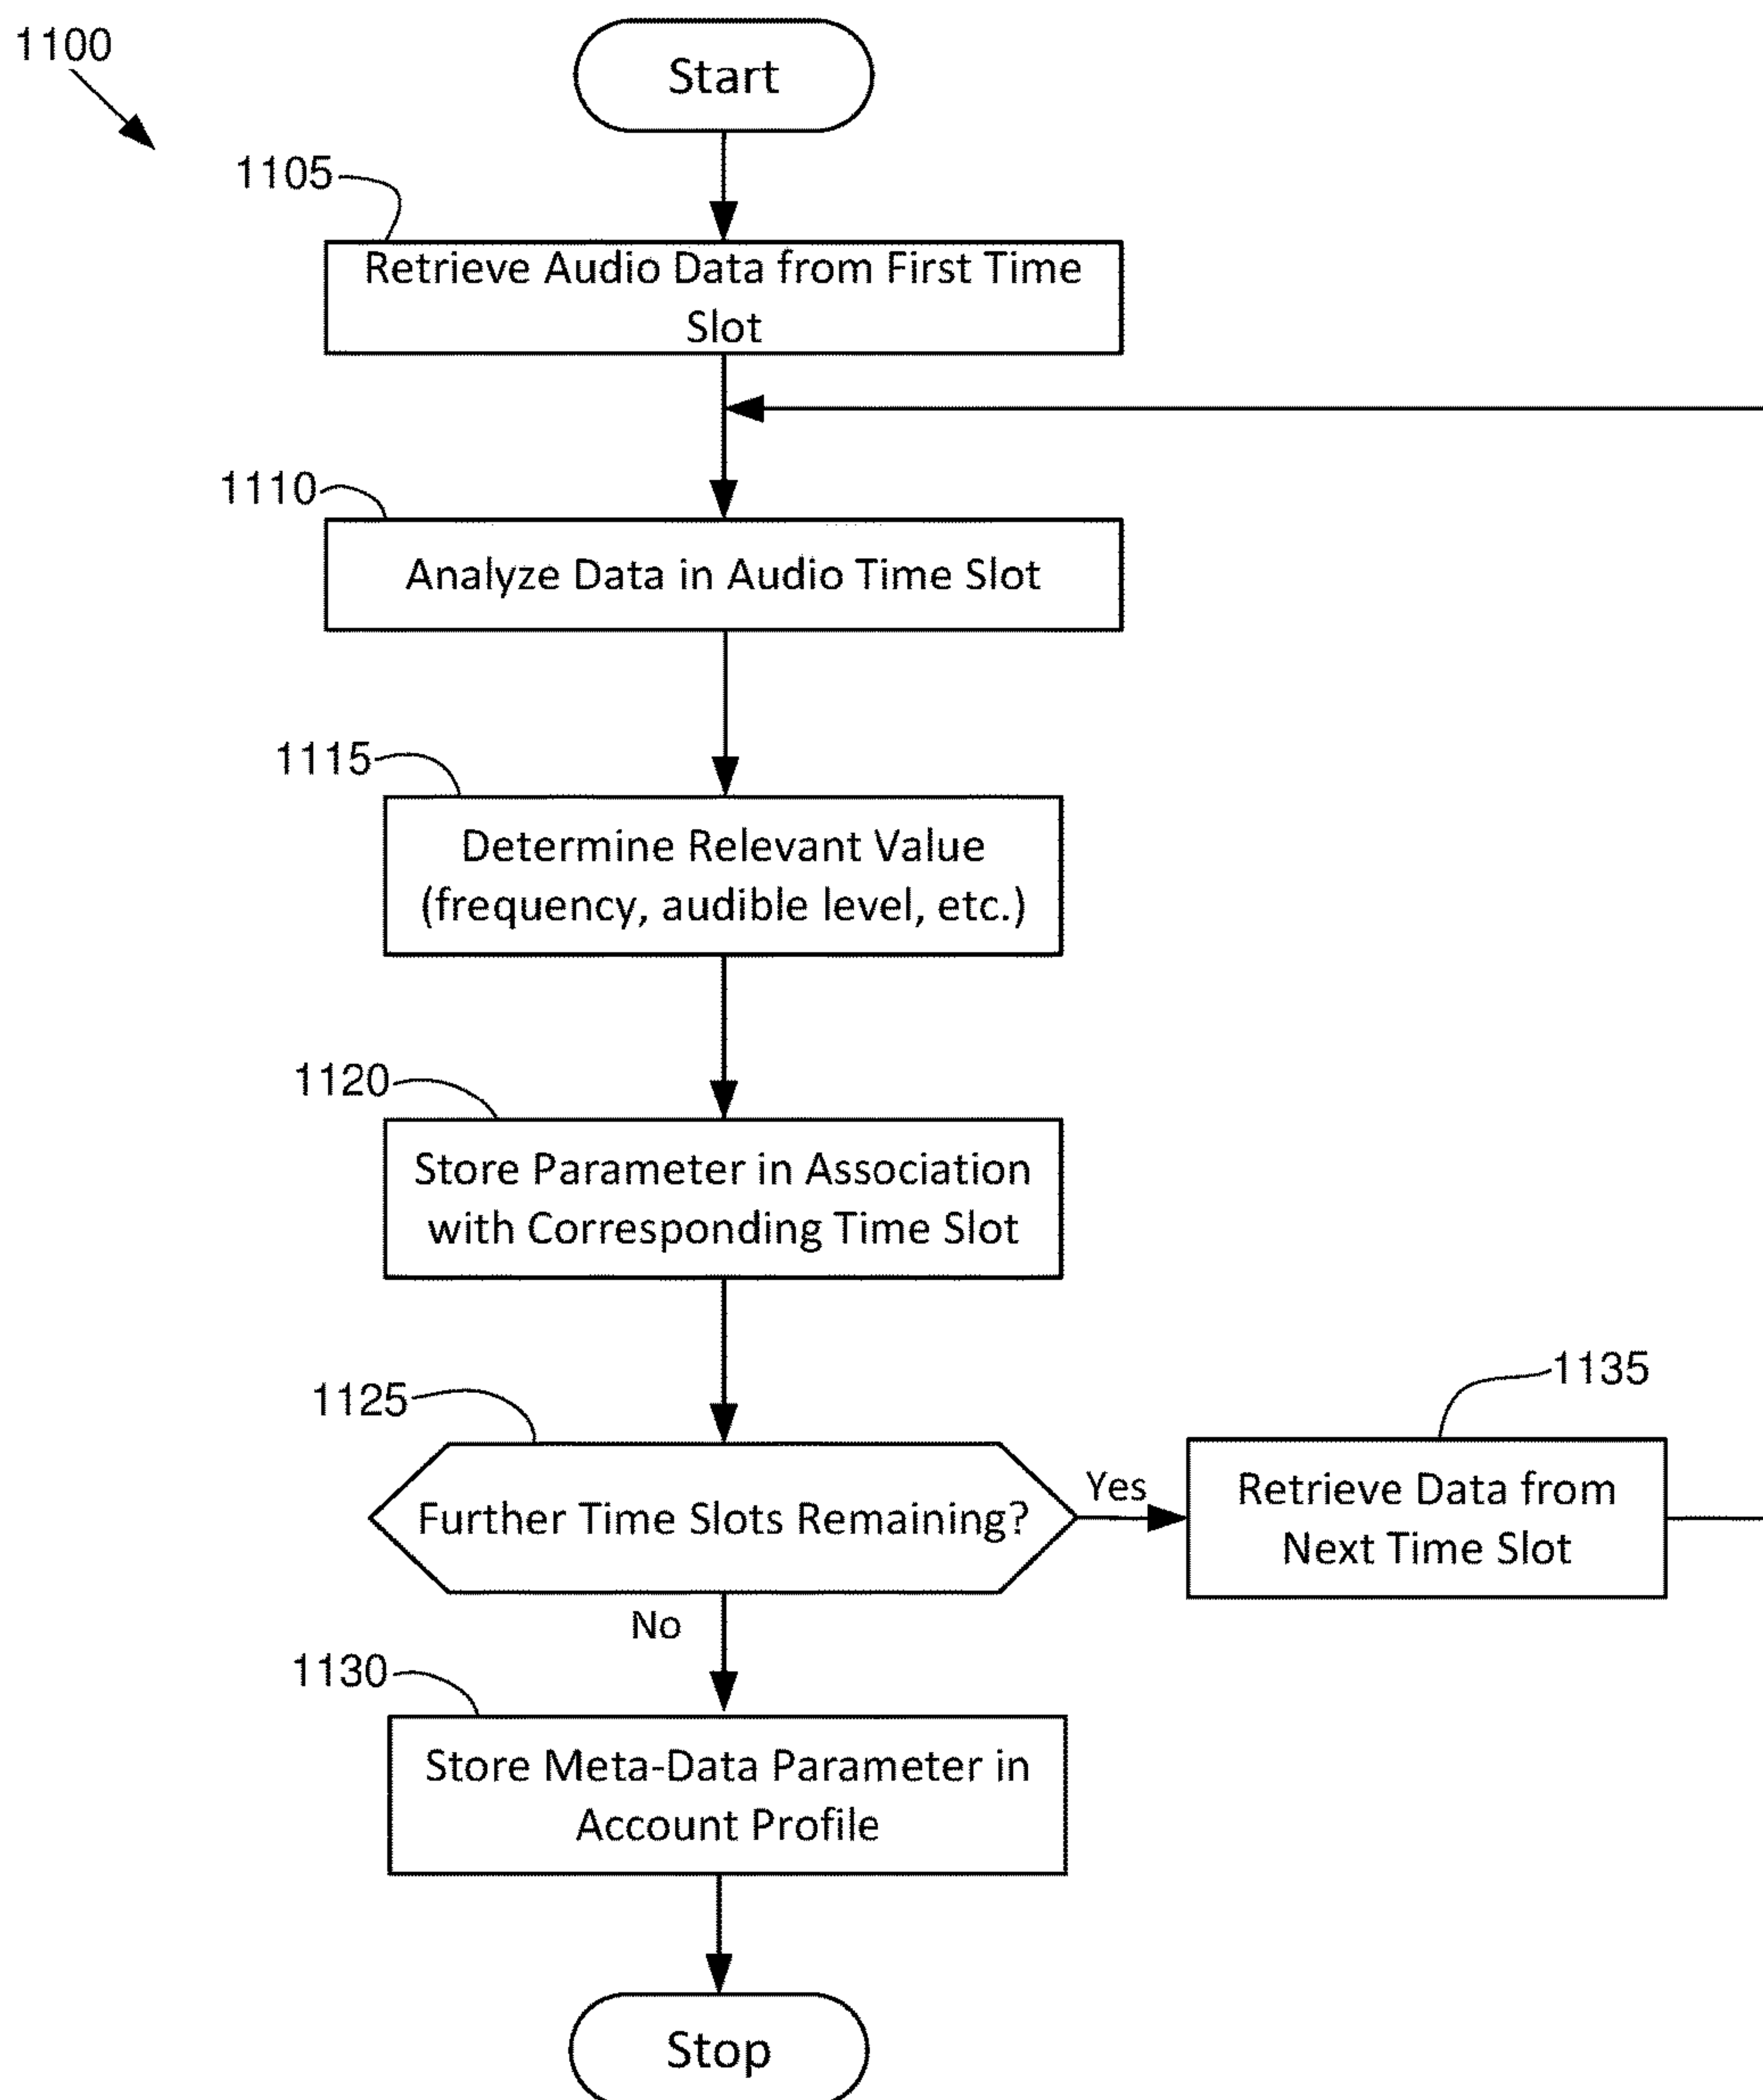 1100
Start
1105
Retrieve Audio Data from First Time
Slot
1110
Analyze Data in Audio Time Slot
1115
Determine Relevant Value
(frequency, audible level, etc.)
1120
Store Parameter in Association
with Corresponding Time Slot
1125
Further Time Slots Remaining?
Yes
1135
Retrieve Data from
Next Time Slot
No
1130
Store Meta-Data Parameter in
Account Profile
Stop